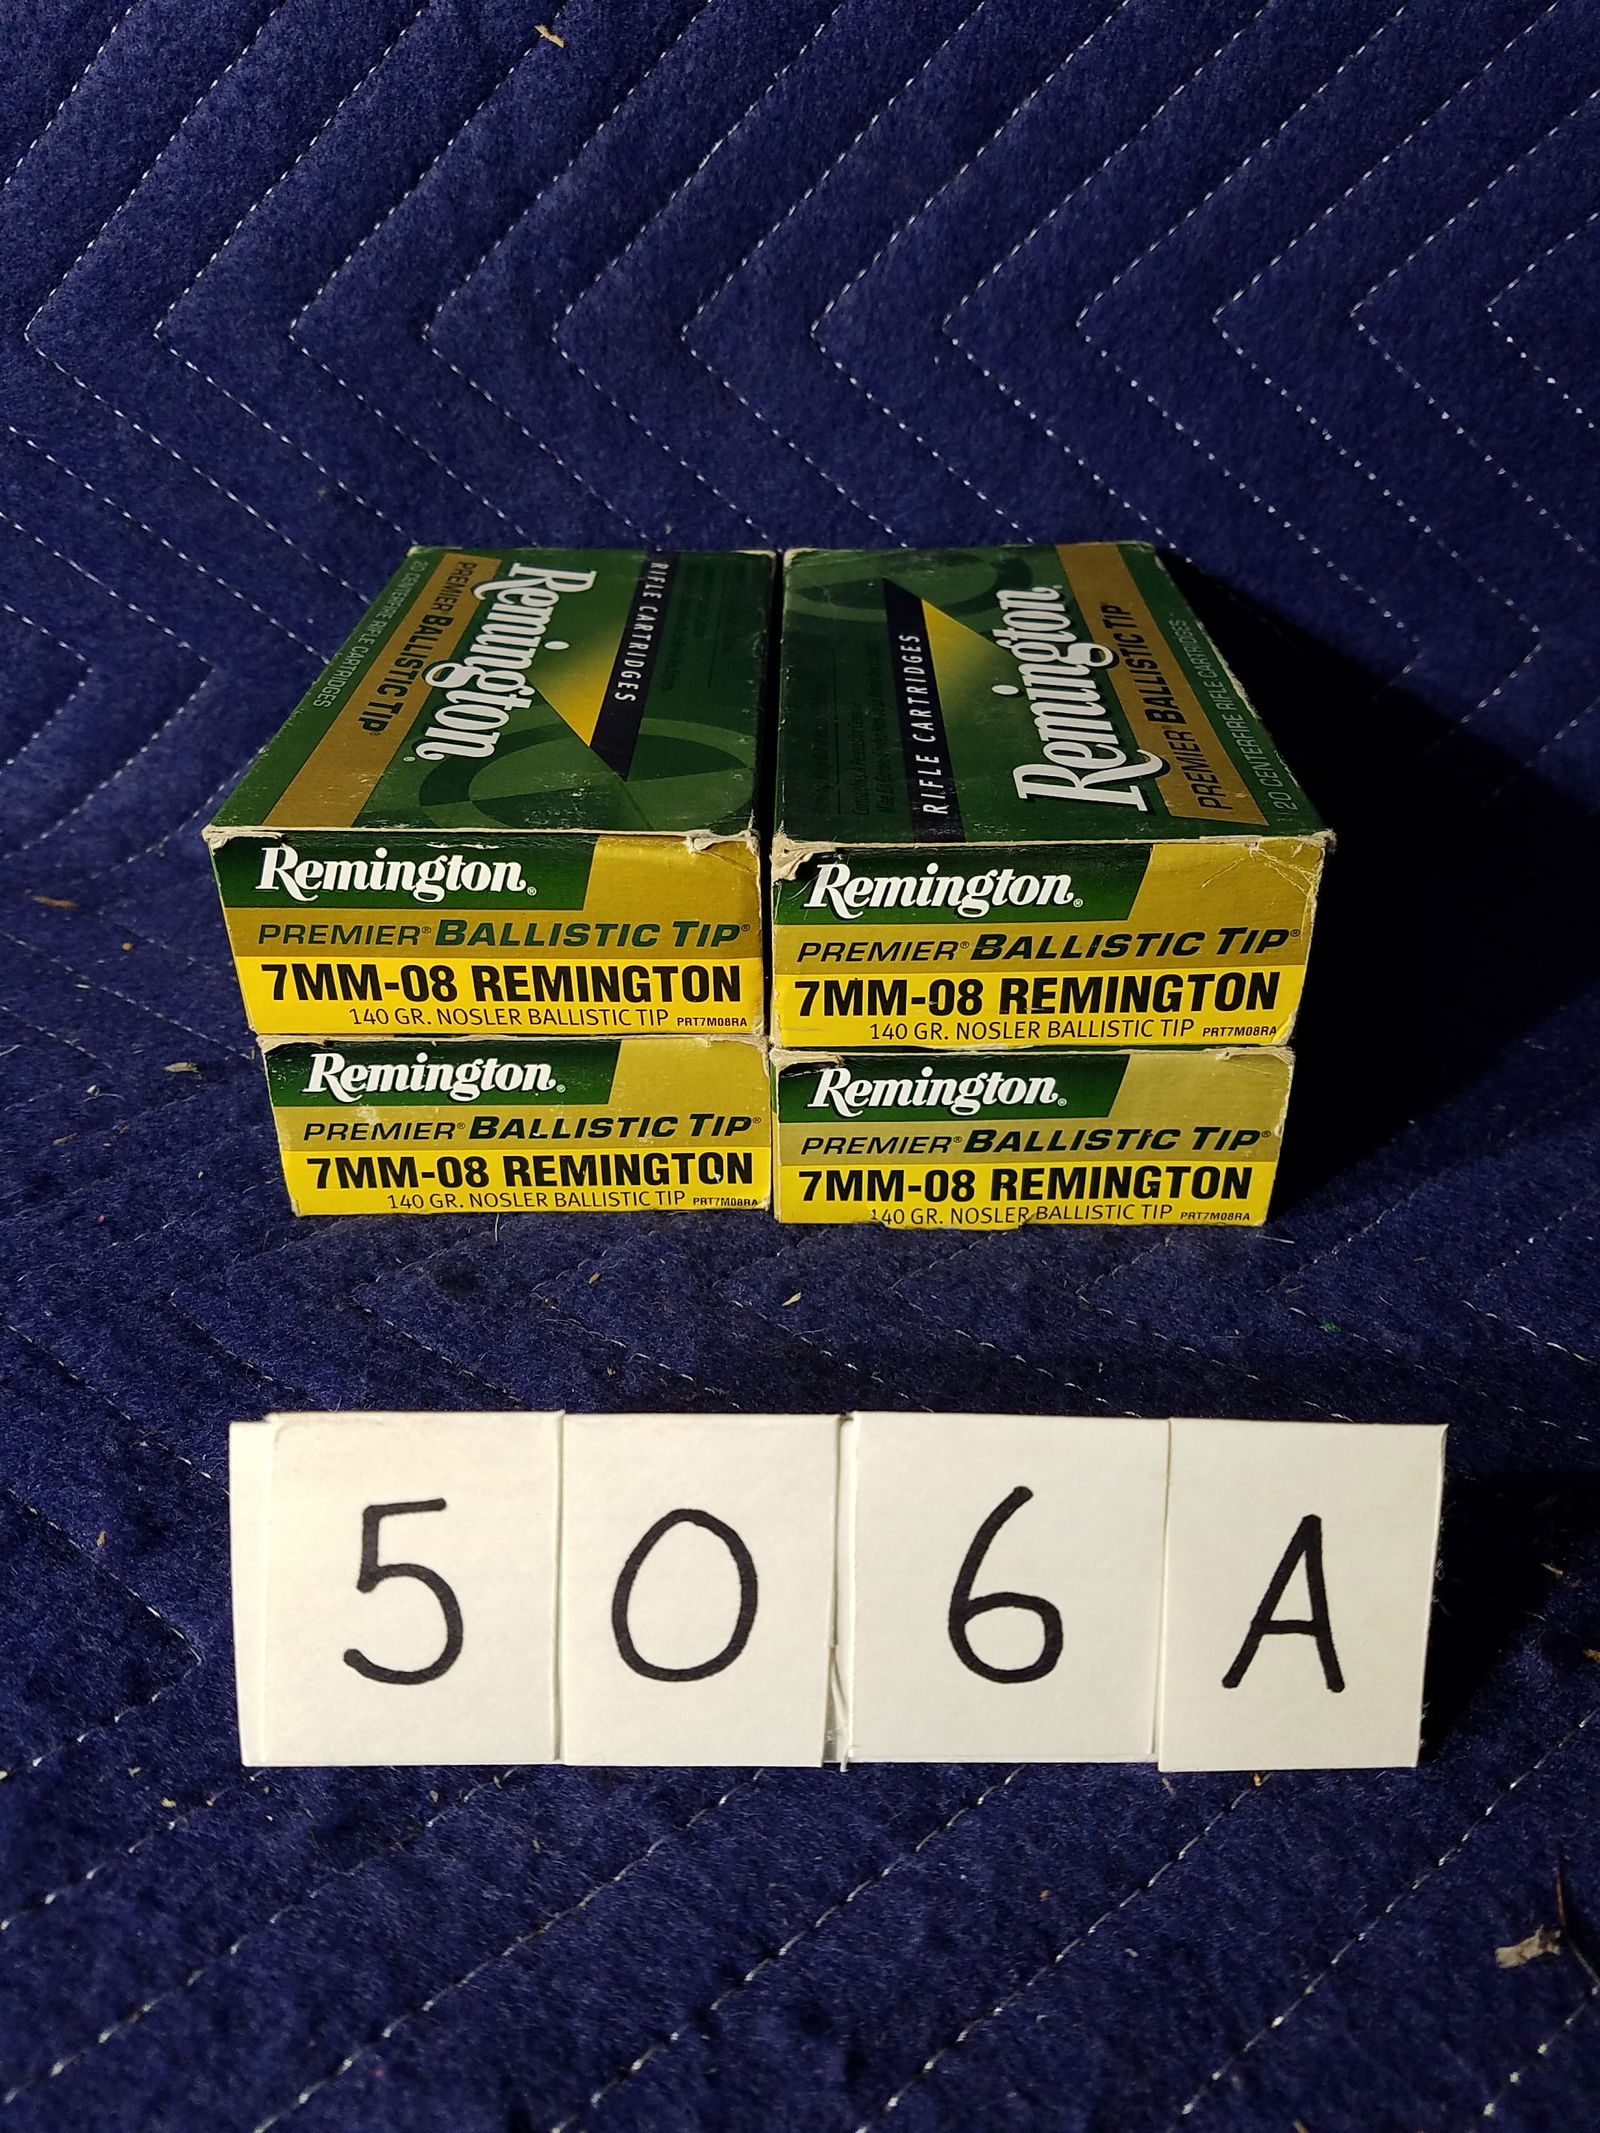 20 CENTERFIRE RIFLE CARTRIDGES
PREMIER BALLISTIC TIP®
Remington®
RIFLE CARTRIDGES
RIFLE CARTRIDGES
Remington®
PREMIER BALLISTIC TIP
20 CENTERFIRE RIFLE CARTRIDGES
Remington®
PREMIER® BALLISTIC TIP®
7MM-08 REMINGTON
140 GR. NOSLER BALLISTIC TIP PRT7M08RA
Remington®
PREMIER® BALLISTIC TIP®
7MM-08 REMINGTON
140 GR. NOSLER BALLISTIC TIP PRT7M08RA
Remington®
PREMIER® BALLISTIC TIP®
7MM-08 REMINGTON
140 GR. NOSLER BALLISTIC TIP PRT7M08RA
Remington®
PREMIER® BALLISTIC TIP®
7MM-08 REMINGTON
140 GR. NOSLER BALLISTIC TIP PRT7M08RA
506A